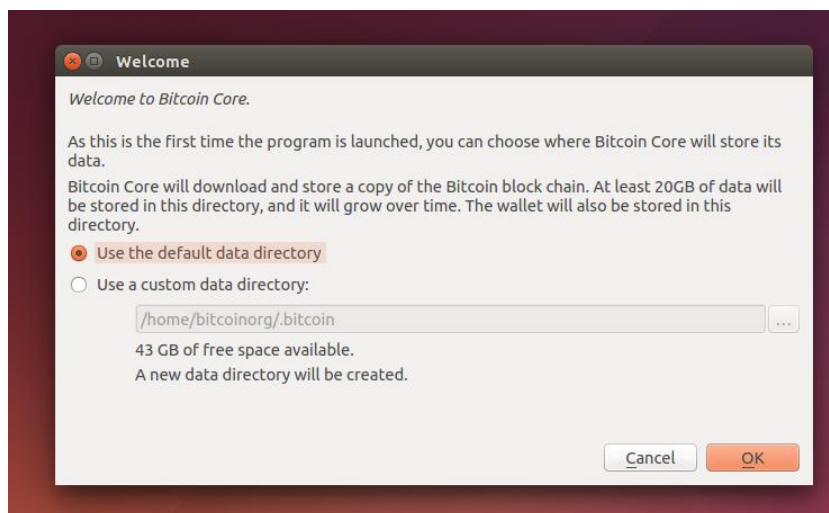 Welcome
Welcome to Bitcoin Core.
As this is the first time the program is launched, you can choose where Bitcoin Core will store its
data.
Bitcoin Core will download and store a copy of the Bitcoin block chain. At least 20GB of data will
be stored in this directory, and it will grow over time. The wallet will also be stored in this
directory.
Use the default data directory
Use a custom data directory:
/home/bitcoinorg/.bitcoin
...
43 GB of free space available.
A new data directory will be created.
Cancel
OK